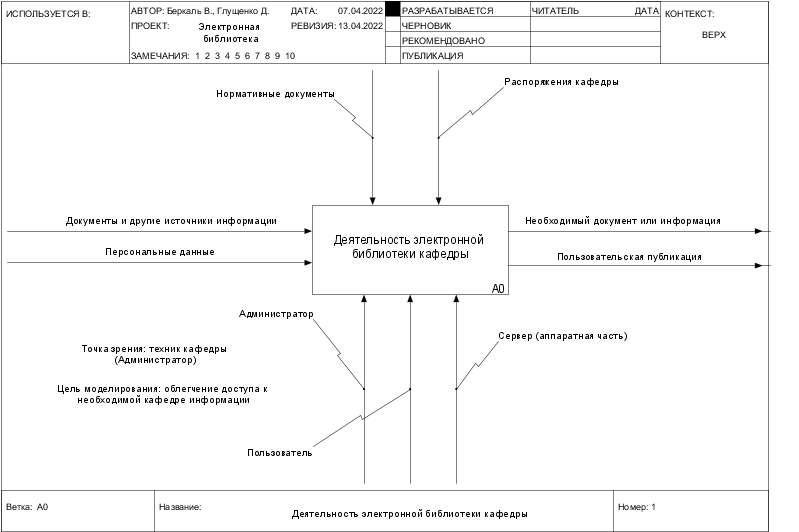 ИСПОЛЬЗУЕТСЯ В:
АВТОР: Беркаль В., Глущенко Д.
ДАТА: 07.04.2022
ПРОЕКТ: Электронная
библиотека
РЕВИЗИЯ: 13.04.2022
ЗАМЕЧАНИЯ: 1 2 3 4 5 6 7 8 9 10
РАЗРАБАТЫВАЕТСЯ
ЧЕРНОВИК
РЕКОМЕНДОВАНО
ПУБЛИКАЦИЯ
ЧИТАТЕЛЬ
ДАТА
КОНТЕКСТ:
ВЕРХ
Нормативные документы
Распоряжения кафедры
Документы и другие источники информации
Персональные данные
Деятельность электронной
библиотеки кафедры
A0
Необходимый документ или информация
Пользовательская публикация
Администратор
Сервер (аппаратная часть)
Точка зрения: техник кафедры
(Администратор)
Цель моделирования: облегчение доступа к
необходимой кафедре информации
Пользователь
Ветка: A0
Название:
Деятельность электронной библиотеки кафедры
Номер: 1